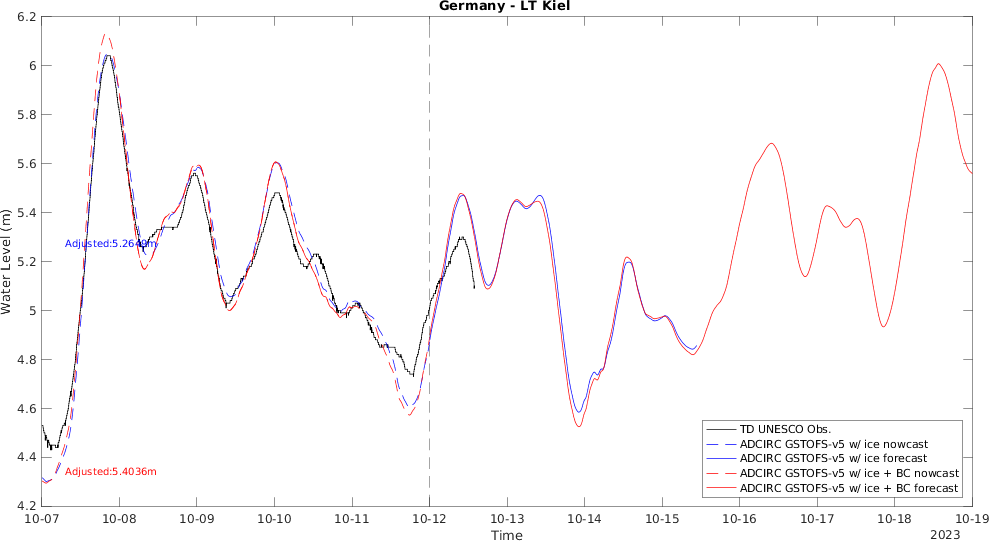 Germany - LT Kiel
Water Level (m)
6.2
6
5.8
5.6
5.4
5.2
5
4.8
4.6
4.4
4.2
Adjusted:5.2649m
Adjusted:5.4036m
TD UNESCO Obs.
ADCIRC GSTOFS-v5 w/ ice nowcast
ADCIRC GSTOFS-v5 w/ ice forecast
ADCIRC GSTOFS-v5 w/ ice + BC nowcast
ADCIRC GSTOFS-v5 w/ ice + BC forecast
10-07 10-08 10-09 10-10 10-11 10-12 10-13 10-14 10-15 10-16 10-17 10-18 10-19
Time
2023